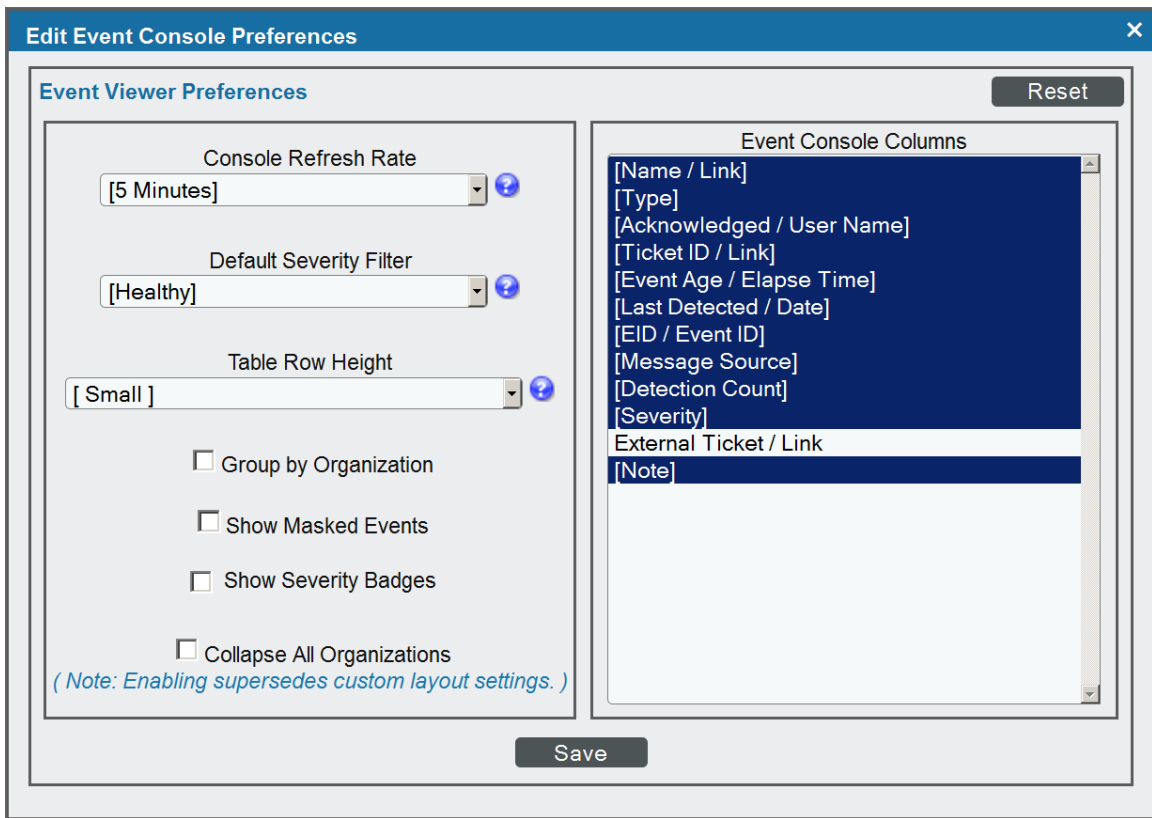 Edit Event Console Preferences
Event Viewer Preferences
Reset
Console Refresh Rate
[5 Minutes]
Default Severity Filter
[Healthy]
Table Row Height
[ Small ]
Group by Organization
Show Masked Events
Show Severity Badges
Collapse All Organizations
( Note: Enabling supersedes custom layout settings. )
Event Console Columns
[Name / Link]
[Type]
[Acknowledged / User Name]
[Ticket ID / Link]
[Event Age / Elapse Time]
[Last Detected / Date]
[EID / Event ID]
[Message Source]
[Detection Count]
[Severity]
External Ticket / Link
[Note]
Save